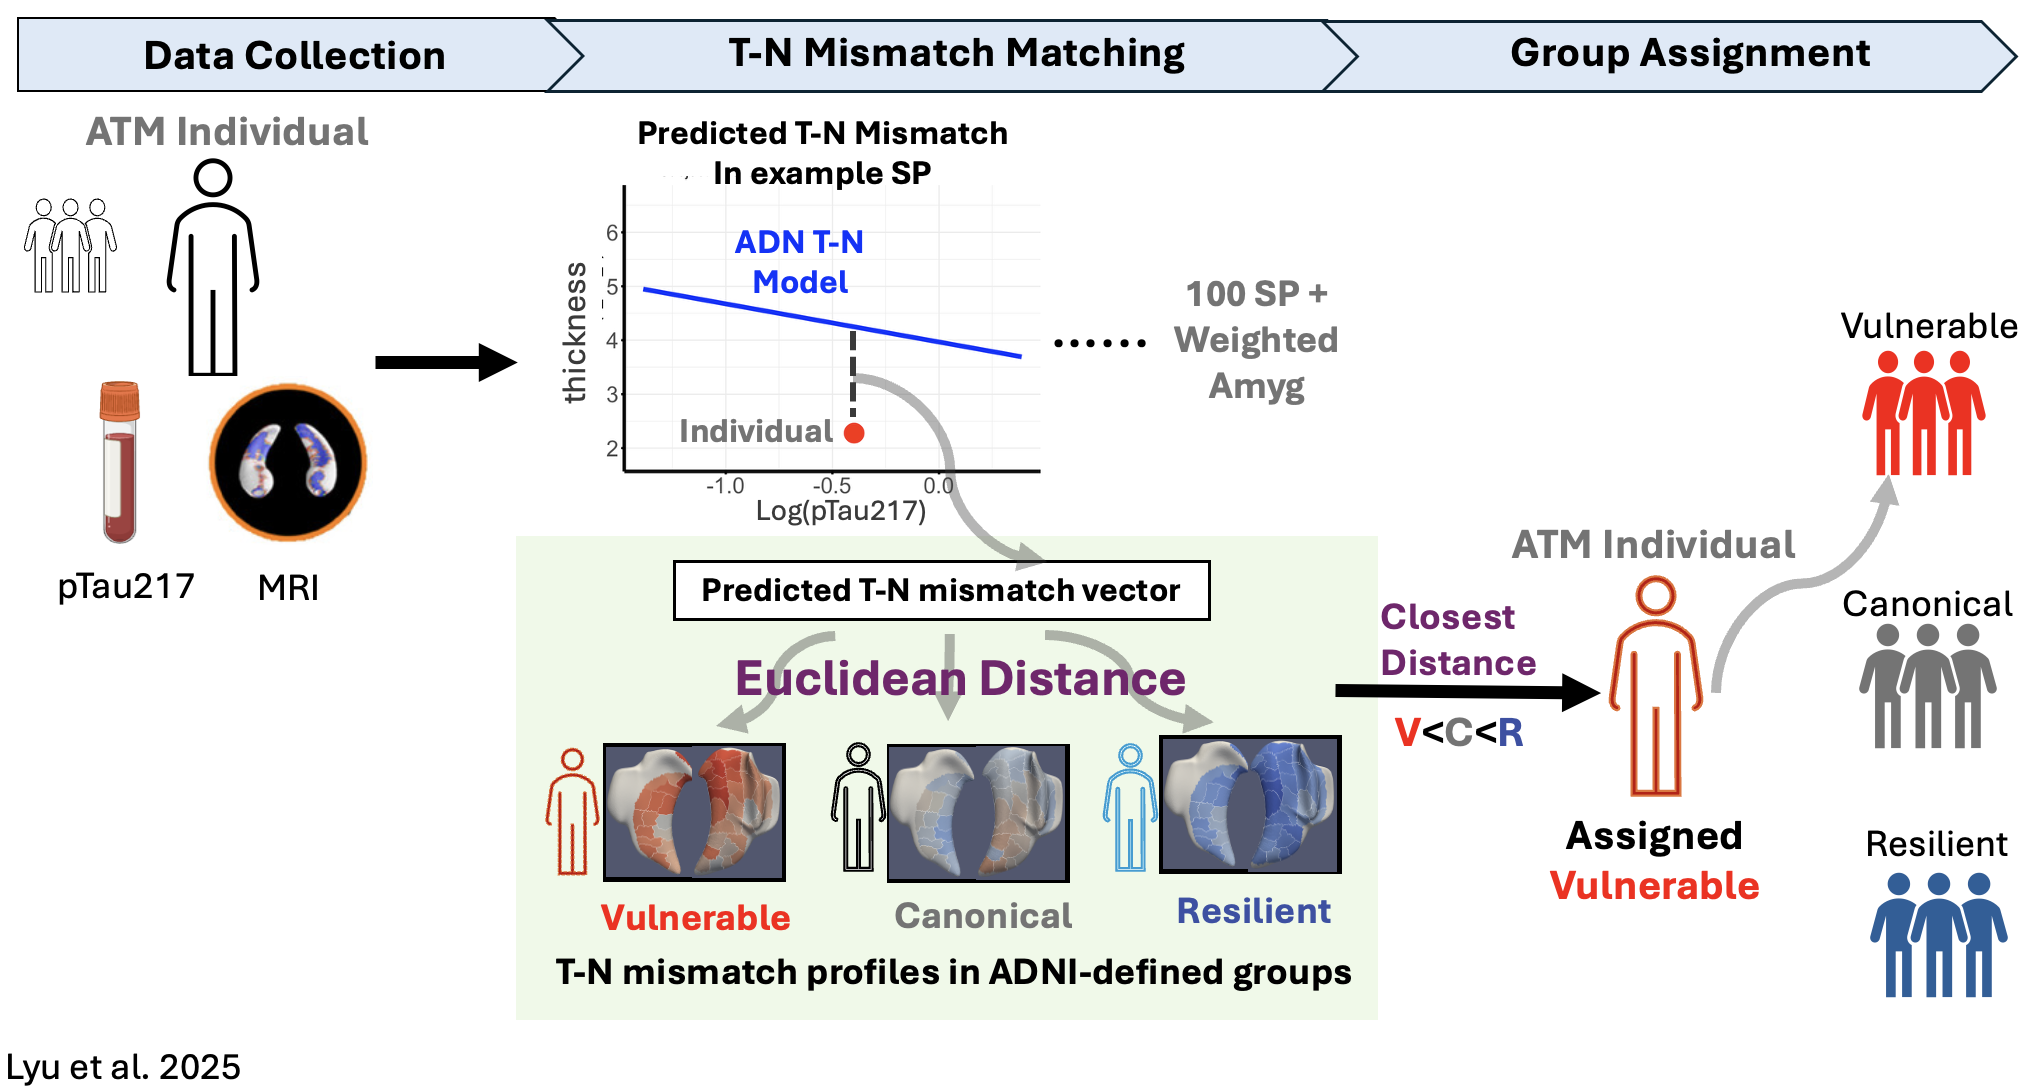 Data Collection
T-N Mismatch Matching
Group Assignment
ATM Individual
pTau217
MRI
Predicted T-N Mismatch
In example SP
ADN T-N
Model
thickness
6
5
4
3
2
Individual
-1.0
-0.5
0.0
Log(pTau217)
100 SP +
Weighted
Amyg
Predicted T-N mismatch vector
Euclidean Distance
Vulnerable
Canonical
Resilient
T-N mismatch profiles in ADNI-defined groups
Closest
Distance
V<C<R
ATM Individual
Assigned
Vulnerable
Vulnerable
Canonical
Resilient
Lyu et al. 2025